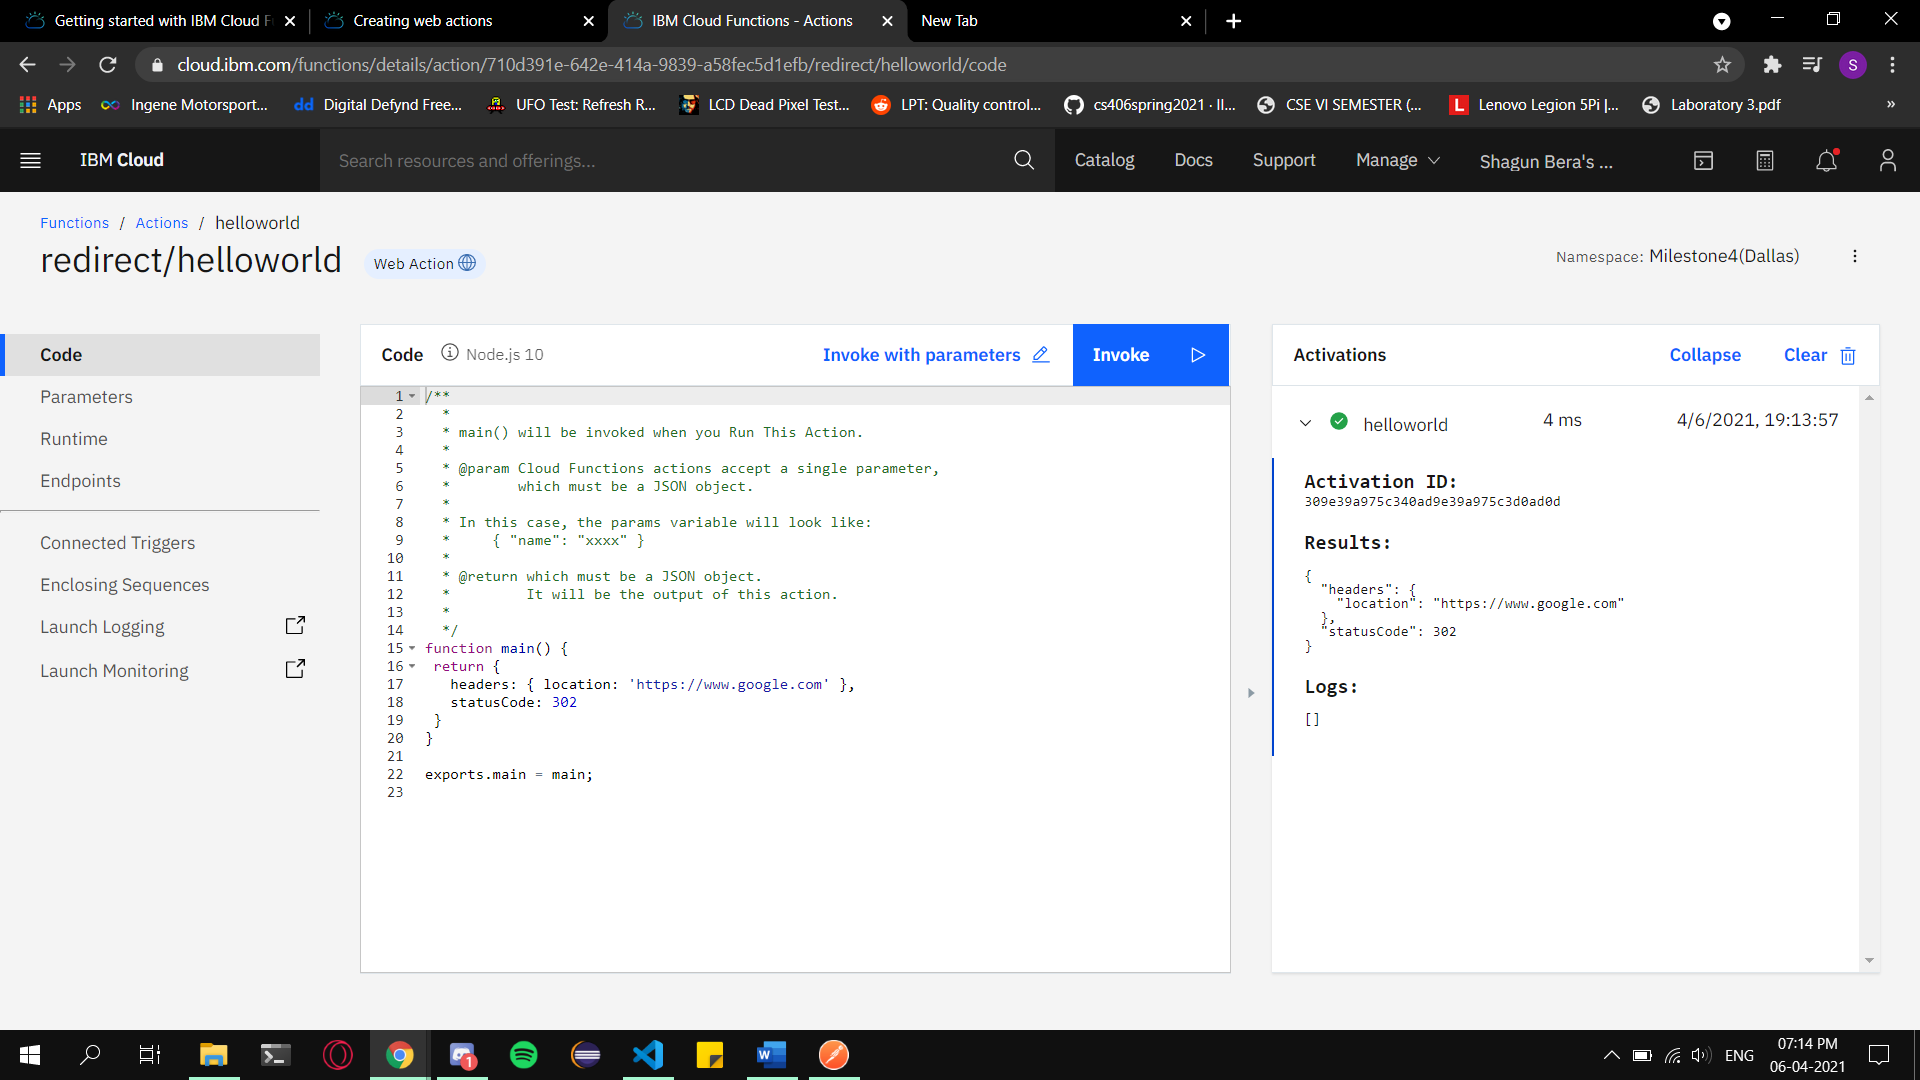 Getting started with IBM Cloud F
Creating web actions
IBM Cloud Functions - Actions
New Tab
cloud.ibm.com/functions/details/action/710d391e-642e-414a-9839-a58fec5d1efb/redirect/helloworld/code
S
Apps
Ingene Motorsport...
dd Digital Defynd Free...
UFO Test: Refresh R...
LCD Dead Pixel Test...
LPT: Quality control...
cs406spring2021 · II...
CSE VI SEMESTER (...
L Lenovo Legion 5Pi |...
Laboratory 3.pdf
»
IBM Cloud
Search resources and offerings...
Catalog
Docs
Support
Manage
Shagun Bera's ...
Functions / Actions / helloworld
redirect/helloworld
Web Action
Namespace: Milestone4(Dallas)
Code
Parameters
Runtime
Endpoints
Connected Triggers
Enclosing Sequences
Launch Logging
Launch Monitoring
Code
Node.js 10
Invoke with parameters
Invoke
1 /**
2 *
3 * main() will be invoked when you Run This Action.
4 *
5 * @param Cloud Functions actions accept a single parameter,
6 *        which must be a JSON object.
7 *
8 * In this case, the params variable will look like:
9 *     { "name": "xxxx" }
10 *
11 * @return which must be a JSON object.
12 *         It will be the output of this action.
13 *
14 */
15 function main() {
16 return {
17 headers: { location: 'https://www.google.com' },
18 statusCode: 302
19 }
20 }
21
22 exports.main = main;
23
Activations
Collapse
Clear
helloworld
4 ms
4/6/2021, 19:13:57
Activation ID:
309e39a975c340ad9e39a975c3d0ad0d
Results:
{
"headers": {
"location": "https://www.google.com"
},
"statusCode": 302
}
Logs:
[]
1
W
ENG
07:14 PM
06-04-2021